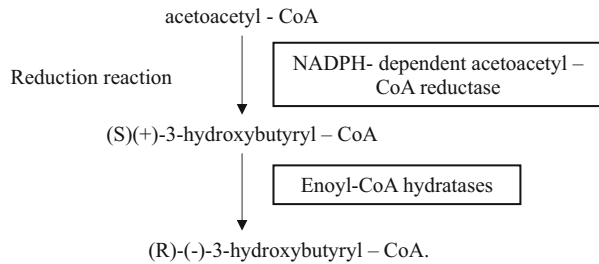 acetoacetyl - CoA
Reduction reaction
NADPH- dependent acetoacetyl –
CoA reductase
(S)(+)-3-hydroxybutyryl – CoA
Enoyl-CoA hydratases
(R)-(-)-3-hydroxybutyryl – CoA.